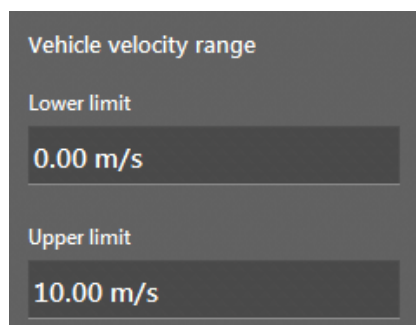 Vehicle velocity range
Lower limit
0.00 m/s
Upper limit
10.00 m/s